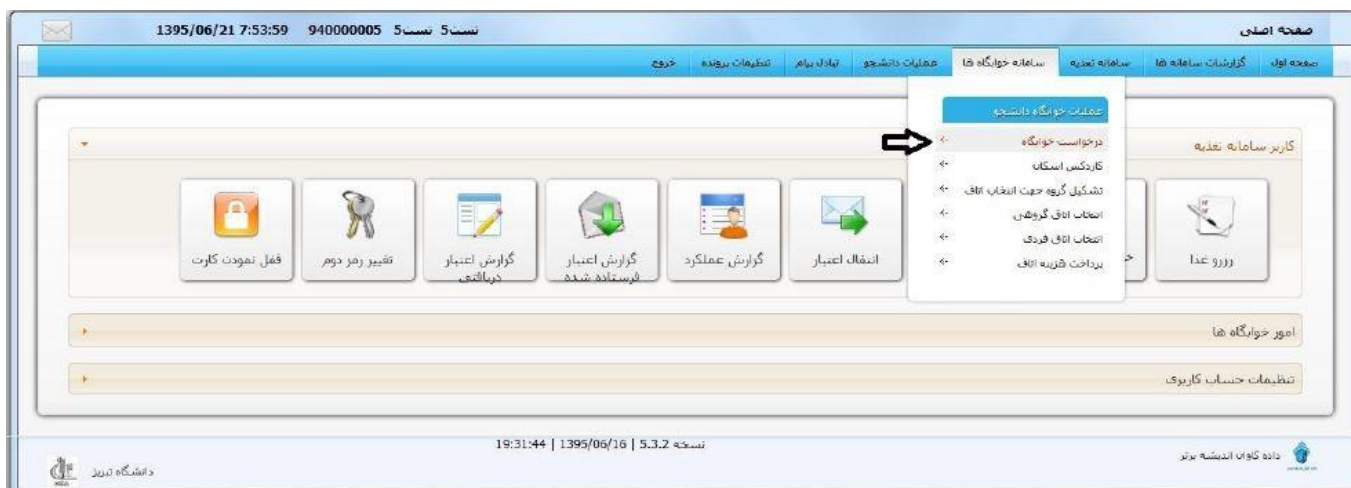 صفحه اصلی
تست5 تست5 940000005 1395/06/21 7:53:59
صفحه اول گزارشات سامانه ها سامانه تغذیه سامانه خوابگاه ها عملیات دانشجو تبادل پیام تنظیمات پرونده خروج
عملیات خوابگاه دانشجو
درخواست خوابگاه
کاردکس اسکان
تشکیل گروه جهت انتخاب اتاق
انتخاب اتاق گروهی
انتخاب اتاق فردی
پرداخت هزینه اتاق
کاربر سامانه تغذیه
رزرو غذا
انتقال اعتبار
گزارش عملکرد
گزارش اعتبار فرستاده شده
گزارش اعتبار دریافتی
تغییر رمز دوم
قفل نمودن کارت
امور خوابگاه ها
تنظیمات حساب کاربری
نسخه 5.3.2 | 1395/06/16 | 19:31:44
داده کاوان اندیشه برتر
دانشگاه تبریز